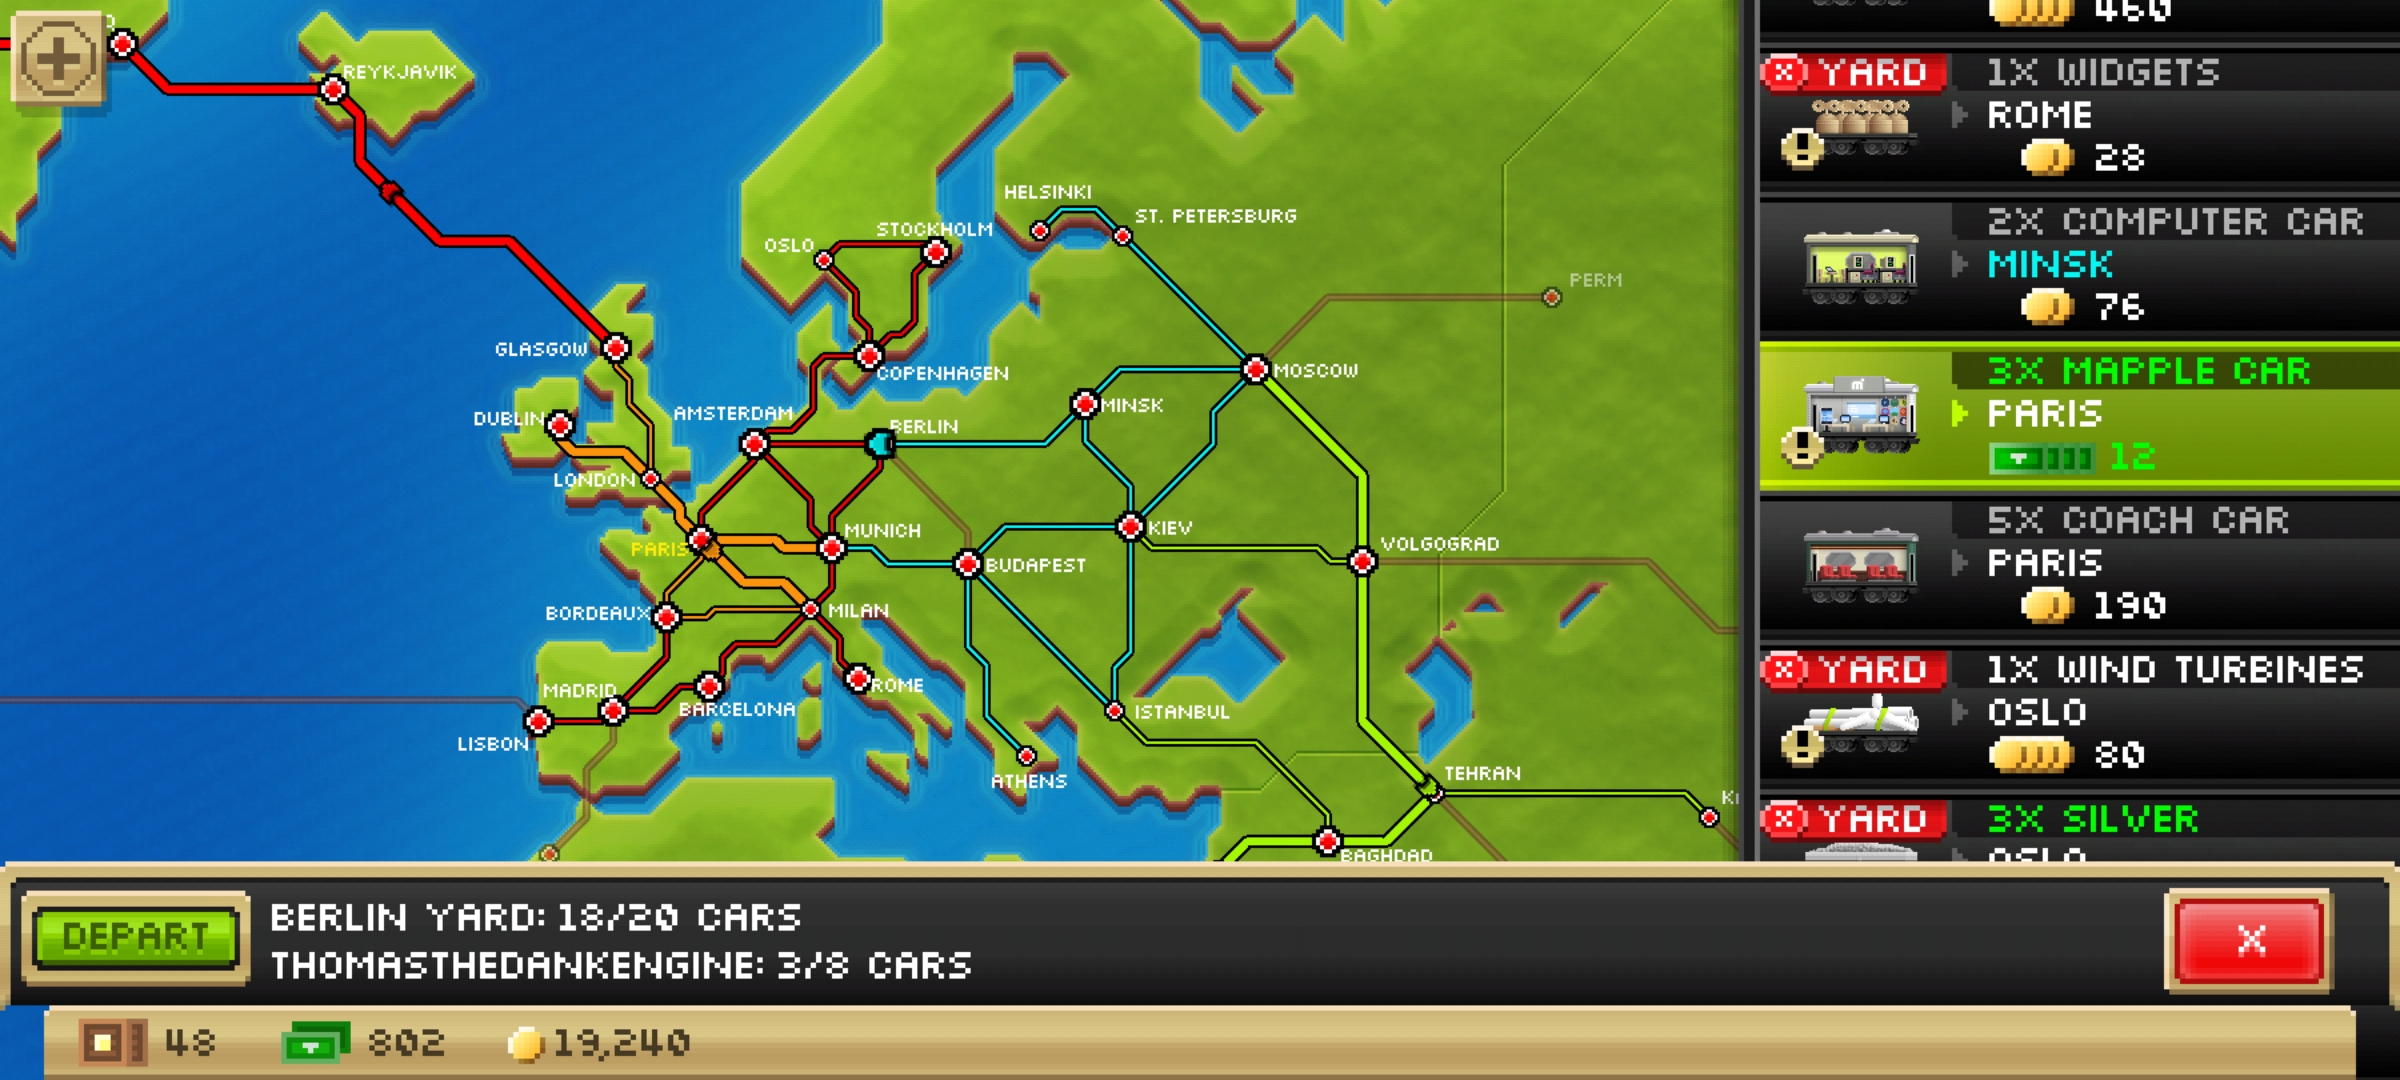 REYKJAVIK
HELSINKI
ST. PETERSBURG
STOCKHOLM
OSLO
PERM
GLASGOW
COPENHAGEN
MOSCOW
DUBLIN
AMSTERDAM
BERLIN
MINSK
LONDON
MUNICH
KIEV
PARIS
BUDAPEST
VOLGOGRAD
BORDEAUX
MILAN
MADRID
ROME
BARCELONA
ISTANBUL
LISBON
ATHENS
TEHRAN
BAGHDAD
460
YARD
1X WIDGETS
ROME
28
2X COMPUTER CAR
MINSK
76
3X MAPPLE CAR
m
PARIS
12
5X COACH CAR
PARIS
190
YARD
1X WIND TURBINES
OSLO
80
YARD
3X SILVER
OSLO
DEPART
BERLIN YARD: 18/20 CARS
THOMASTHEDANKENGINE: 3/8 CARS
X
48
802
19,240